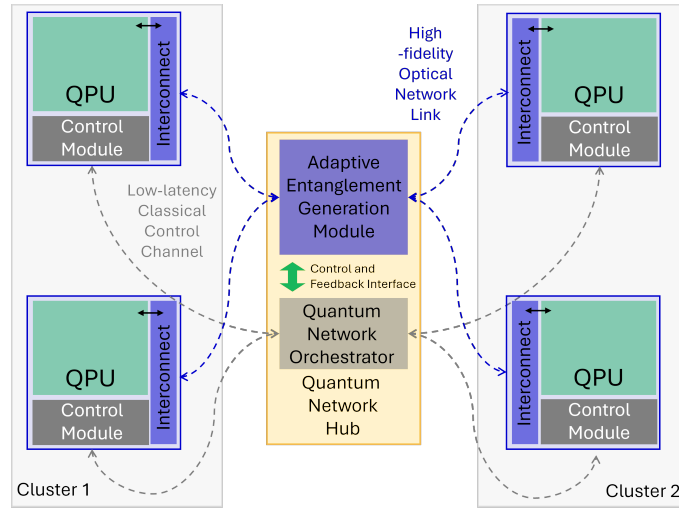 QPU
Interconnect
Control
Module
High
-fidelity
Optical
Network
Link
Interconnect
QPU
Control
Module
Low-latency
Classical
Control
Channel
Adaptive
Entanglement
Generation
Module
Control and
Feedback Interface
Quantum
Network
Orchestrator
Quantum
Network
Hub
QPU
Interconnect
Control
Module
Interconnect
QPU
Control
Module
Cluster 1
Cluster 2